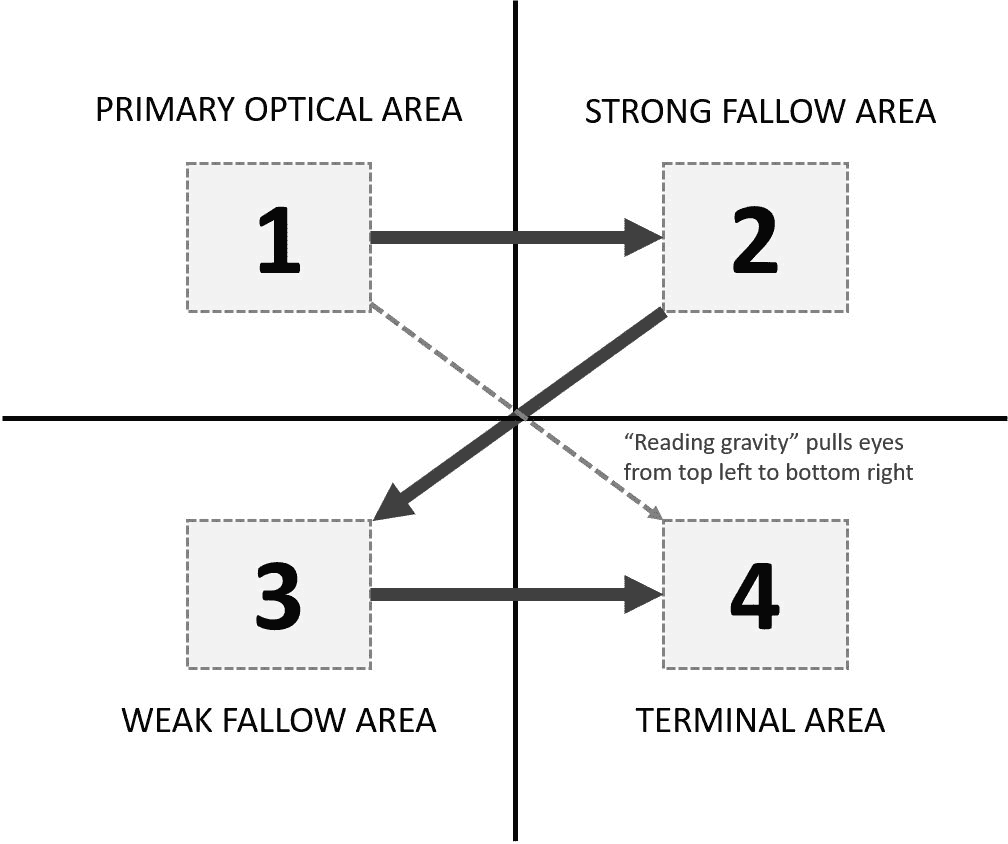 PRIMARY OPTICAL AREA
STRONG FALLOW AREA
1
2
“Reading gravity” pulls eyes
from top left to bottom right
3
4
WEAK FALLOW AREA
TERMINAL AREA